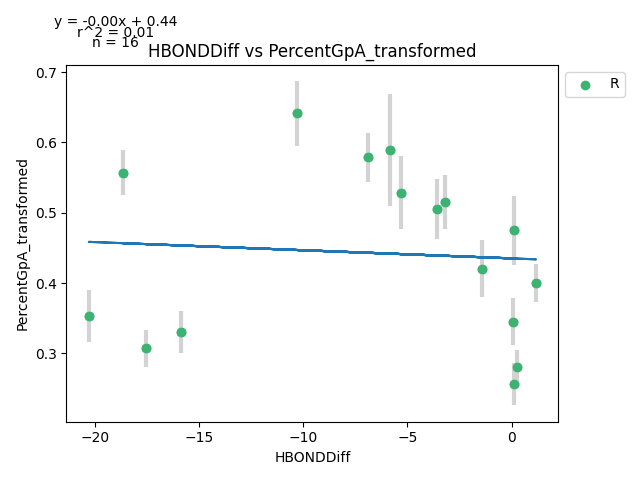 y = -0.00x + 0.44
r^2 = 0.01
n = 16
HBONDDiff vs PercentGpA_transformed
R
PercentGpA_transformed
0.7
0.6
0.5
0.4
0.3
−20
−15
−10
−5
0
HBONDDiff